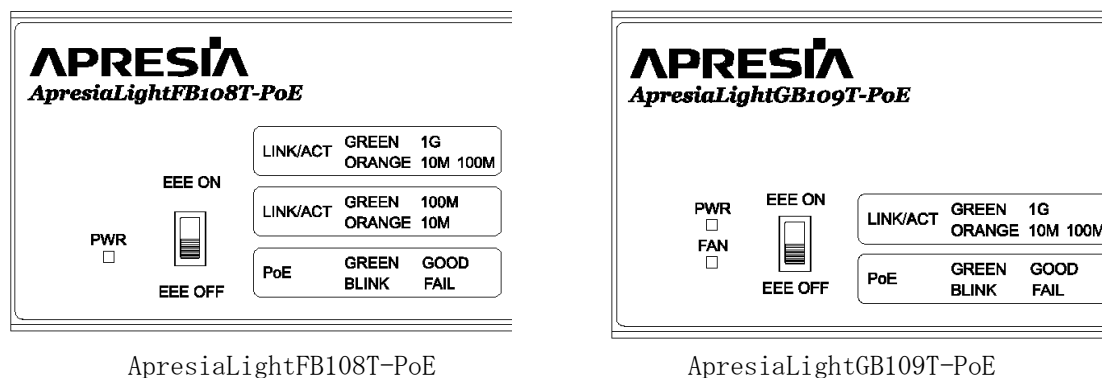 APRESIA
ApresiaLightFB108T-PoE
LINK/ACT GREEN 1G
ORANGE 10M 100M
EEE ON
LINK/ACT GREEN 100M
ORANGE 10M
PWR
PoE GREEN GOOD
BLINK FAIL
EEE OFF
ApresiaLightFB108T-PoE
APRESIA
ApresiaLightGB109T-PoE
PWR
EEE ON
LINK/ACT GREEN 1G
ORANGE 10M 100M
FAN
PoE GREEN GOOD
BLINK FAIL
EEE OFF
ApresiaLightGB109T-PoE